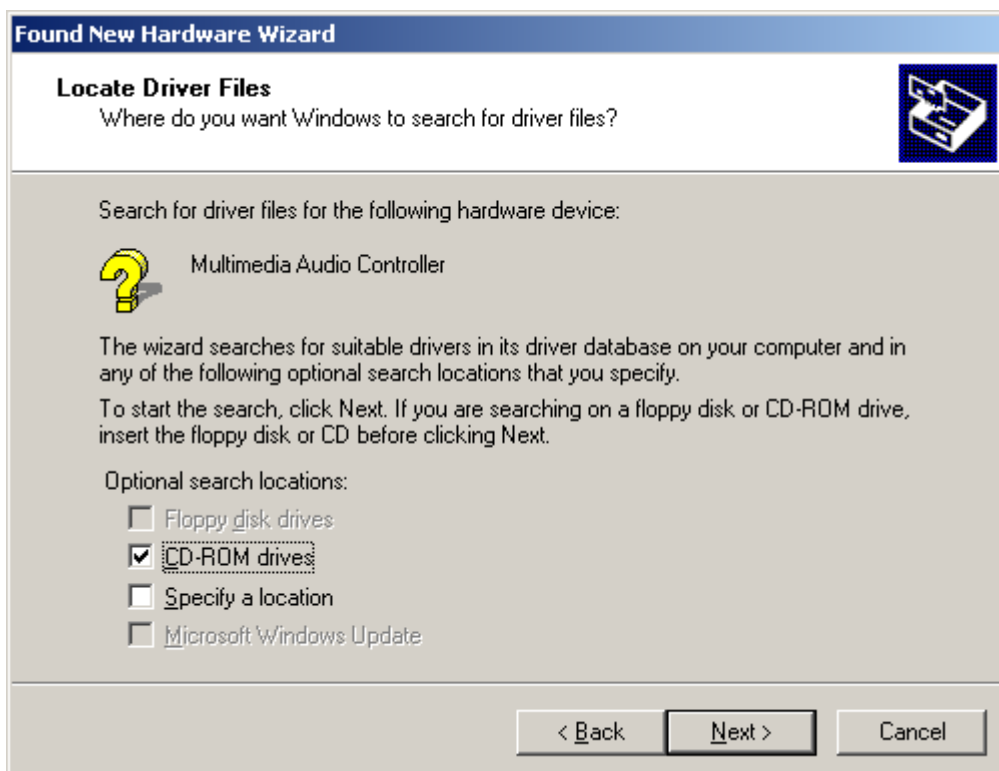 Found New Hardware Wizard
Locate Driver Files
Where do you want Windows to search for driver files?
Search for driver files for the following hardware device:
Multimedia Audio Controller
The wizard searches for suitable drivers in its driver database on your computer and in
any of the following optional search locations that you specify.
To start the search, click Next. If you are searching on a floppy disk or CD-ROM drive,
insert the floppy disk or CD before clicking Next.
Optional search locations:
Floppy disk drives
CD-ROM drives
Specify a location
Microsoft Windows Update
< Back Next > Cancel